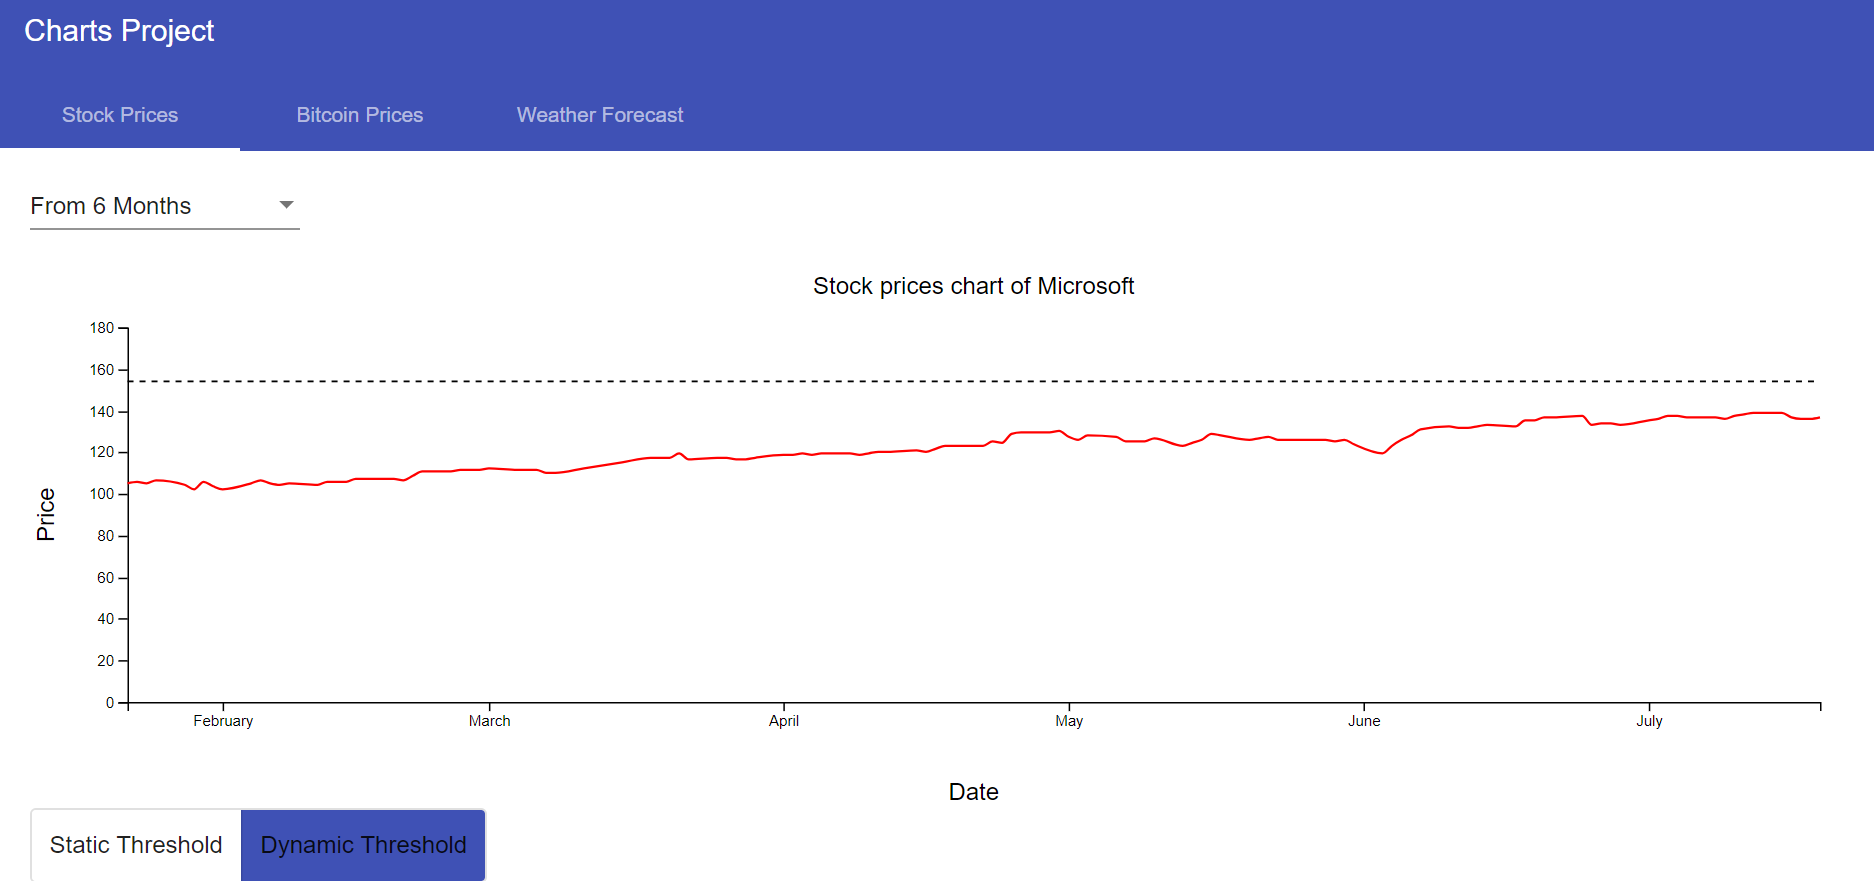 Charts Project
Stock Prices Bitcoin Prices Weather Forecast
From 6 Months
Stock prices chart of Microsoft
180
160
140
120
100
80
60
40
20
0
Price
February March April May June July
Date
Static Threshold Dynamic Threshold